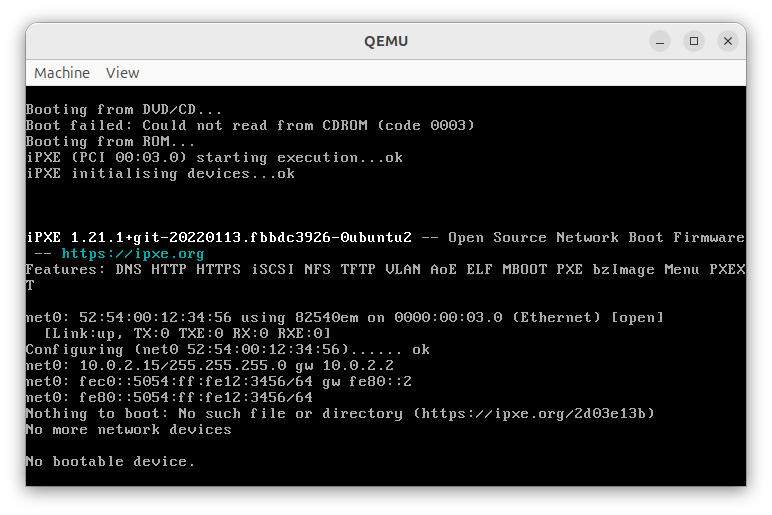 QEMU
Machine View
Booting from DVD/CD...
Boot failed: Could not read from CDROM (code 0003)
Booting from ROM...
iPXE (PCI 00:03.0) starting execution...ok
iPXE initialising devices...ok
iPXE 1.21.1+git-20220113.fbbdc3926-0ubuntu2 -- Open Source Network Boot Firmware
-- https://ipxe.org
Features: DNS HTTP HTTPS iSCSI NFS TFTP VLAN AoE ELF MBOOT PXE bzImage Menu PXEX
T
net0: 52:54:00:12:34:56 using 82540em on 0000:00:03.0 (Ethernet) [open]
[Link:up, TX:0 TXE:0 RX:0 RXE:0]
Configuring (net0 52:54:00:12:34:56)...... ok
net0: 10.0.2.15/255.255.255.0 gw 10.0.2.2
net0: fec0::5054:ff:fe12:3456/64 gw fe80::2
net0: fe80::5054:ff:fe12:3456/64
Nothing to boot: No such file or directory (https://ipxe.org/2d03e13b)
No more network devices
No bootable device.